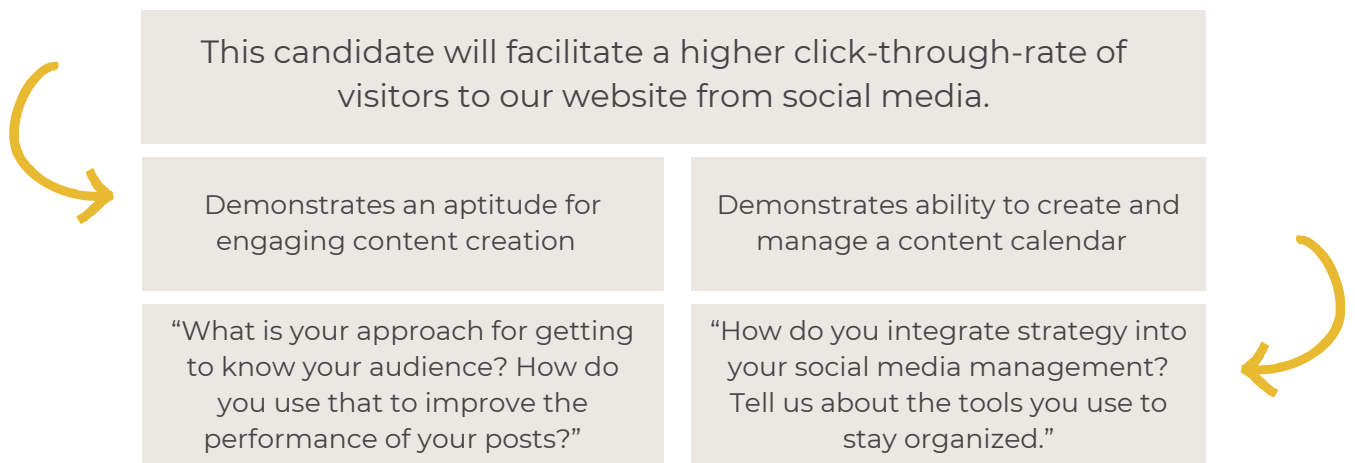 This candidate will facilitate a higher click-through-rate of
visitors to our website from social media.
Demonstrates an aptitude for
engaging content creation
Demonstrates ability to create and
manage a content calendar
“What is your approach for getting
to know your audience? How do
you use that to improve the
performance of your posts?”
“How do you integrate strategy into
your social media management?
Tell us about the tools you use to
stay organized.”